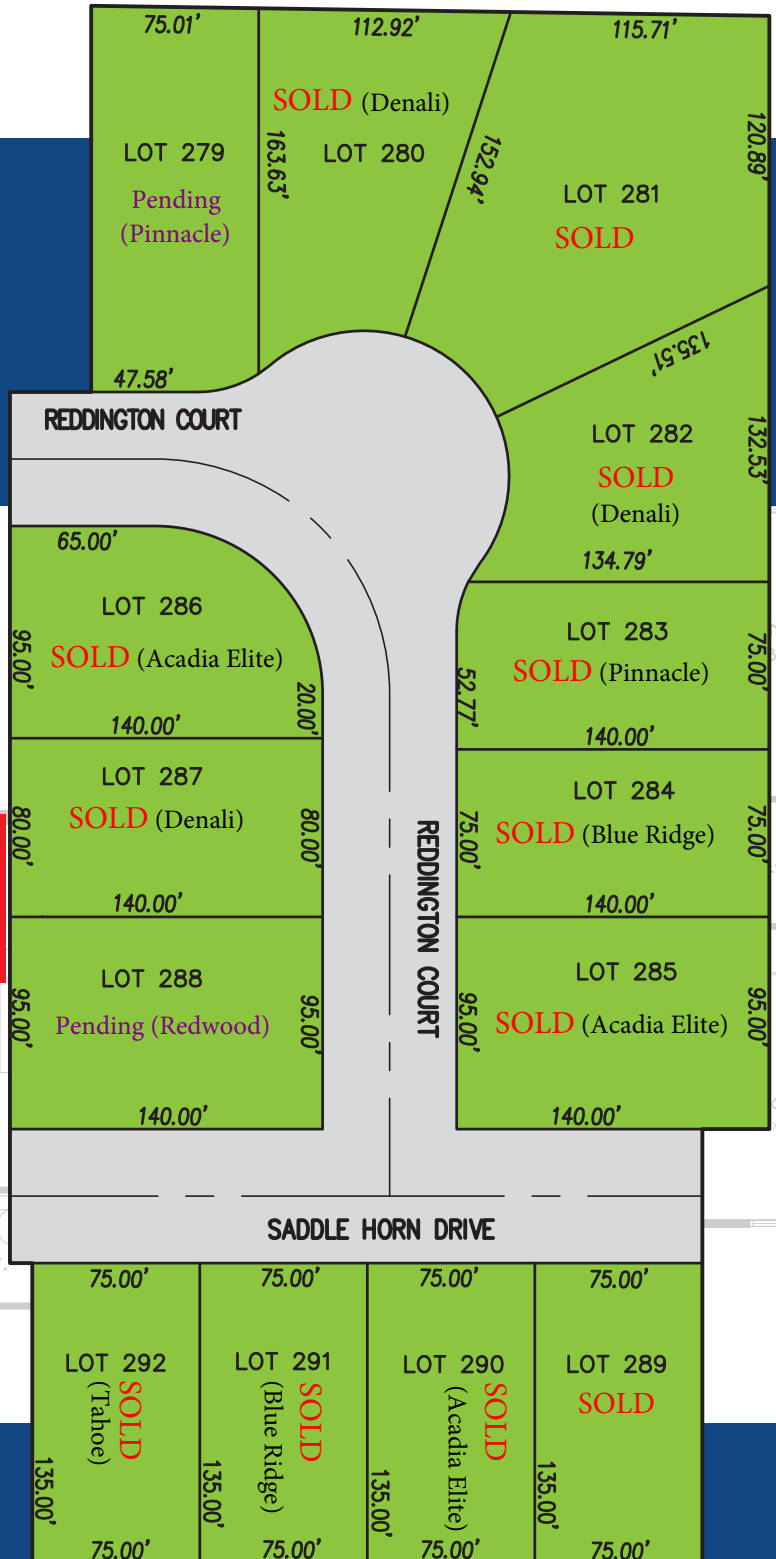 75.01'
112.92'
115.71'
SOLD (Denali)
LOT 279
163.63'
LOT 280
152.94'
120.89'
Pending
(Pinnacle)
LOT 281
SOLD
135.51'
47.58'
REDDINGTON COURT
LOT 282
132.53'
SOLD
(Denali)
65.00'
134.79'
LOT 286
95.00'
SOLD (Acadia Elite)
20.00'
140.00'
LOT 283
75.00'
SOLD (Pinnacle)
52.77'
140.00'
LOT 287
80.00'
SOLD (Denali)
80.00'
140.00'
LOT 284
75.00'
SOLD (Blue Ridge)
75.00'
140.00'
REDDINGTON COURT
LOT 288
95.00'
Pending (Redwood)
95.00'
140.00'
LOT 285
95.00'
SOLD (Acadia Elite)
95.00'
140.00'
SADDLE HORN DRIVE
75.00'
75.00'
75.00'
75.00'
LOT 292
SOLD
(Tahoe)
135.00'
75.00'
LOT 291
SOLD
(Blue Ridge)
135.00'
75.00'
LOT 290
SOLD
(Acadia Elite)
135.00'
75.00'
LOT 289
SOLD
135.00'
75.00'